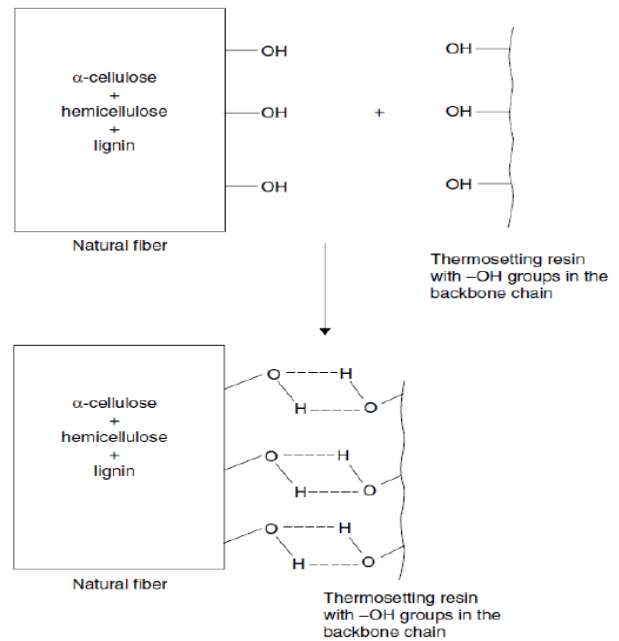 α-cellulose
+
hemicellulose
+
lignin
OH
OH
OH
+
OH
OH
OH
Natural fiber
Thermosetting resin
with –OH groups in the
backbone chain
α-cellulose
+
hemicellulose
+
lignin
O H
H O
O H
H O
O H
H O
Natural fiber
Thermosetting resin
with –OH groups in the
backbone chain